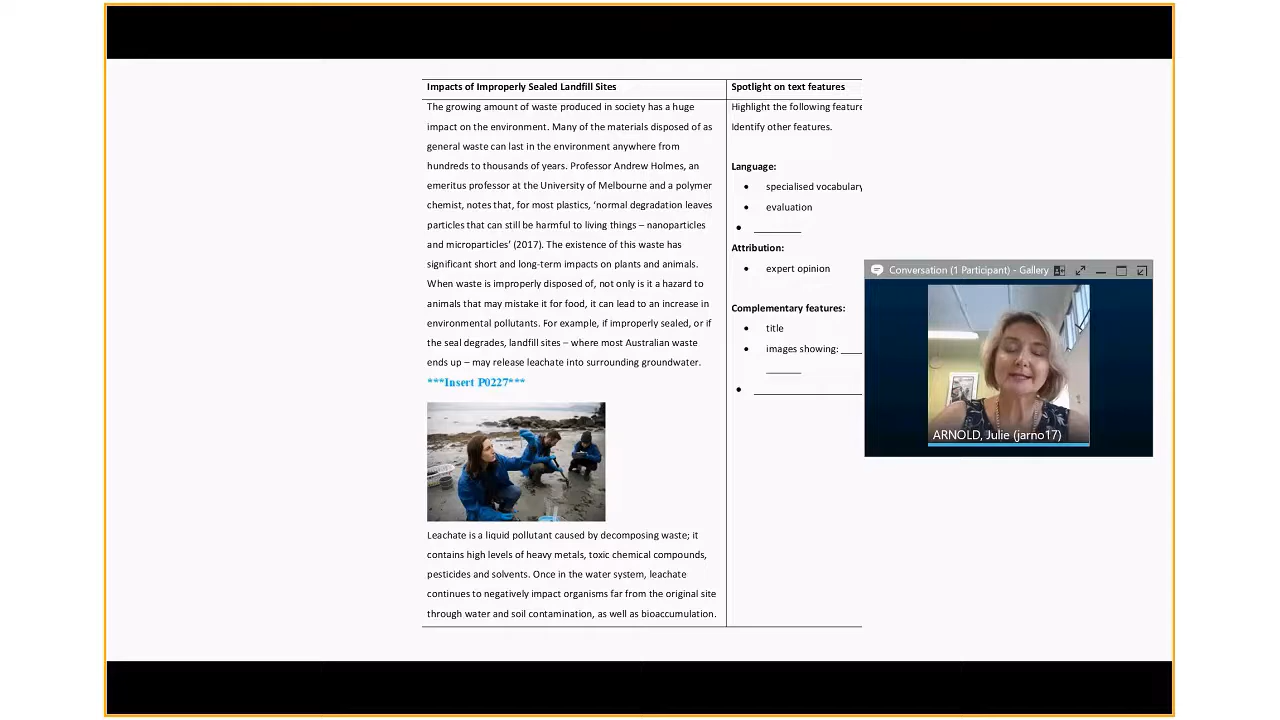 Impacts of Improperly Sealed Landfill Sites
The growing amount of waste produced in society has a huge
impact on the environment. Many of the materials disposed of as
general waste can last in the environment anywhere from
hundreds to thousands of years. Professor Andrew Holmes, an
emeritus professor at the University of Melbourne and a polymer
chemist, notes that, for most plastics, ‘normal degradation leaves
particles that can still be harmful to living things – nanoparticles
and microparticles’ (2017). The existence of this waste has
significant short and long-term impacts on plants and animals.
When waste is improperly disposed of, not only is it a hazard to
animals that may mistake it for food, it can lead to an increase in
environmental pollutants. For example, if improperly sealed, or if
the seal degrades, landfill sites – where most Australian waste
ends up – may release leachate into surrounding groundwater.
***Insert P0227***
Leachate is a liquid pollutant caused by decomposing waste; it
contains high levels of heavy metals, toxic chemical compounds,
pesticides and solvents. Once in the water system, leachate
continues to negatively impact organisms far from the original site
through water and soil contamination, as well as bioaccumulation.
Spotlight on text features
Highlight the following feature
Identify other features.
Language:
• specialised vocabulary
• evaluation
• ________
Attribution:
• expert opinion
Complementary features:
• title
• images showing: ____
______
• ____________________
Conversation (1 Participant) - Gallery
ARNOLD, Julie (jarno17)